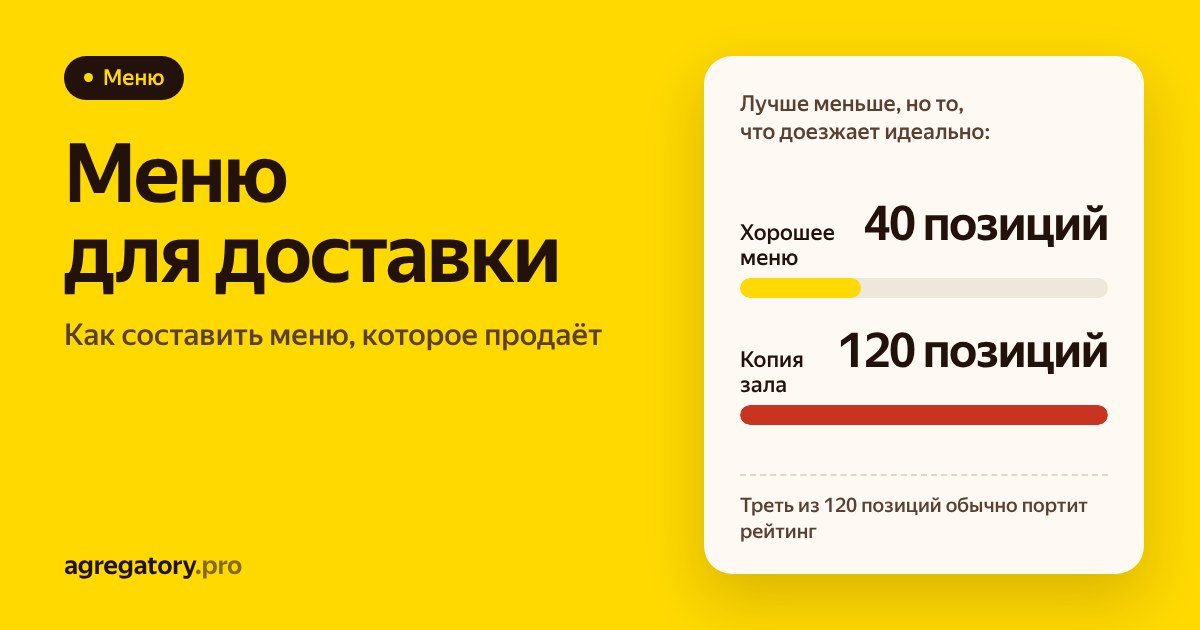 Меню
Меню
для доставки
Как составить меню, которое продаёт
agregatory.pro
Лучше меньше, но то,
что доезжает идеально:
Хорошее
меню
40 позиций
Копия
зала
120 позиций
Треть из 120 позиций обычно портит
рейтинг